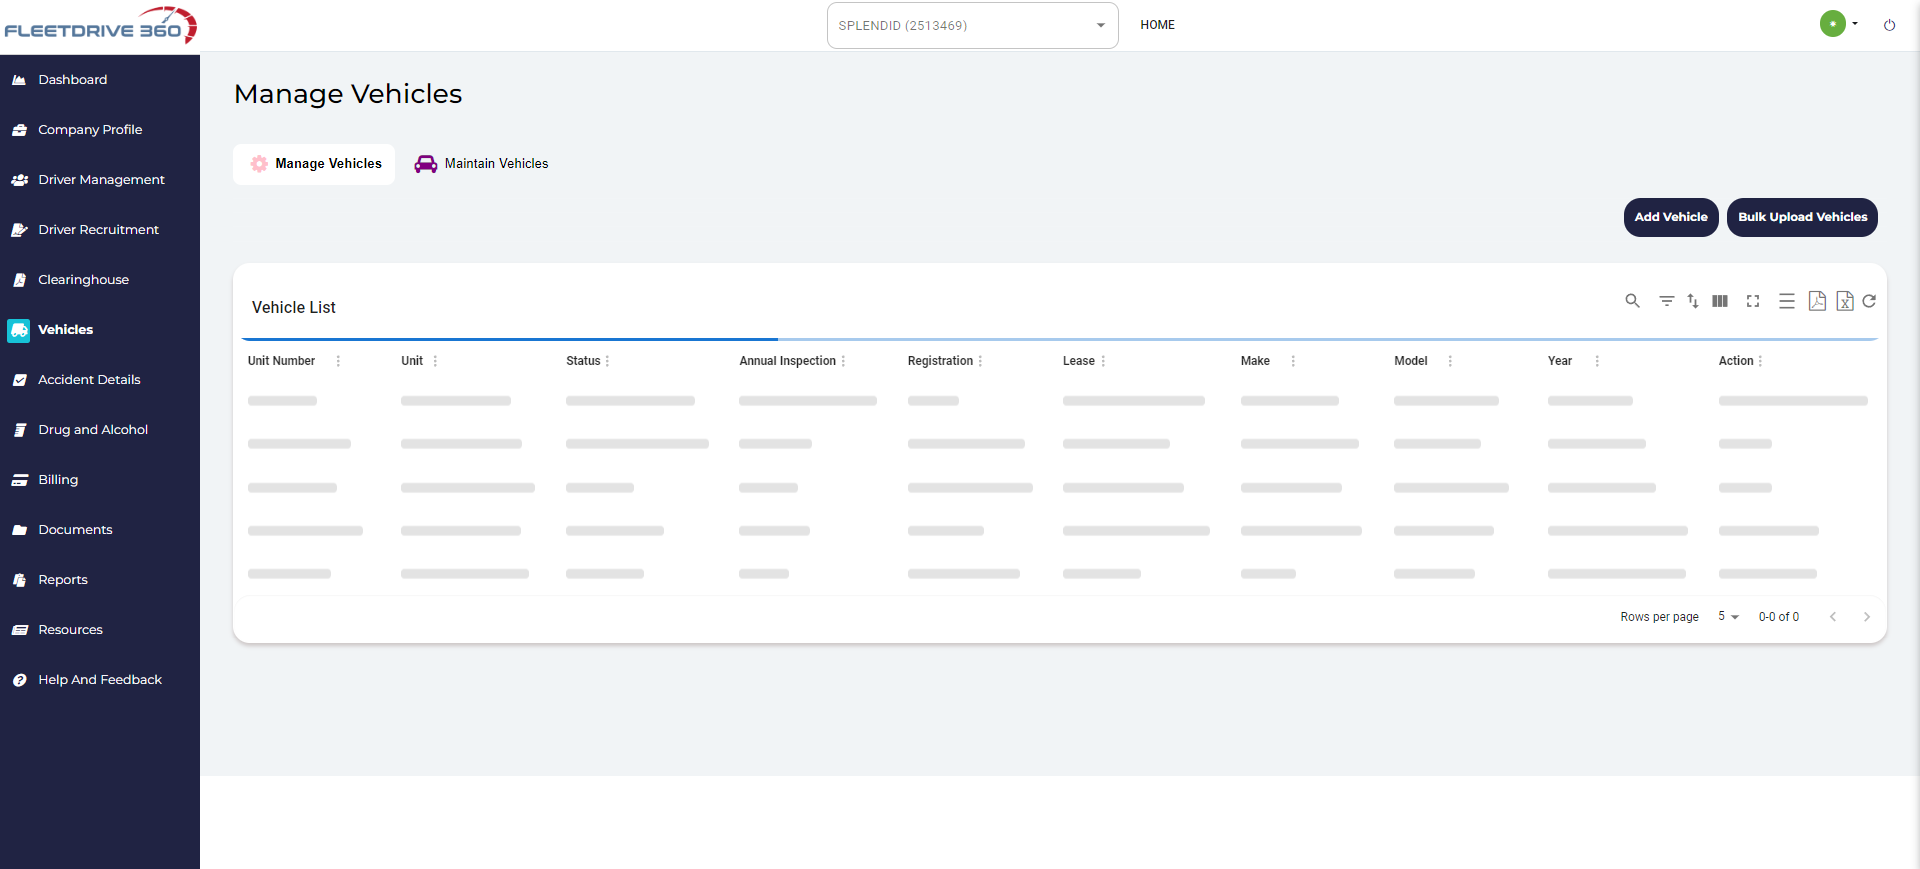 FLEETDRIVE 360
SPLENDID (2513469)
HOME
Dashboard
Company Profile
Driver Management
Driver Recruitment
Clearinghouse
Vehicles
Accident Details
Drug and Alcohol
Billing
Documents
Reports
Resources
Help And Feedback
Manage Vehicles
Manage Vehicles
Maintain Vehicles
Add Vehicle
Bulk Upload Vehicles
Vehicle List
Unit Number Unit Status Annual Inspection Registration Lease Make Model Year Action
Rows per page 5 0-0 of 0